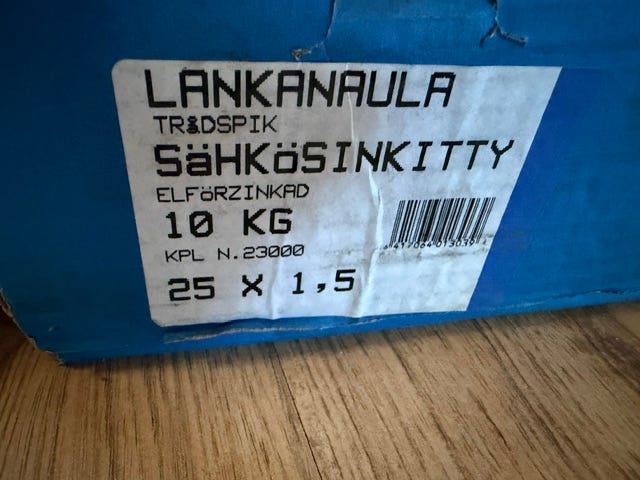 LANKANAULA
TRÅDSPIK
SäHKöSINKITTY
ELFöRZINKAD
10 KG
KPL N.23000
25 X 1,5